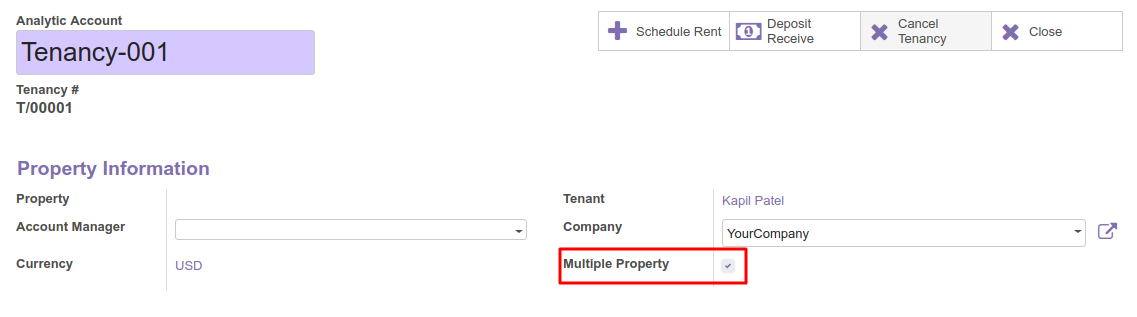 Analytic Account
Tenancy-001
Tenancy #
T/00001
Schedule Rent
Deposit
Receive
Cancel
Tenancy
Close
Property Information
Property
Account Manager
Currency
USD
Tenant
Kapil Patel
Company
YourCompany
Multiple Property